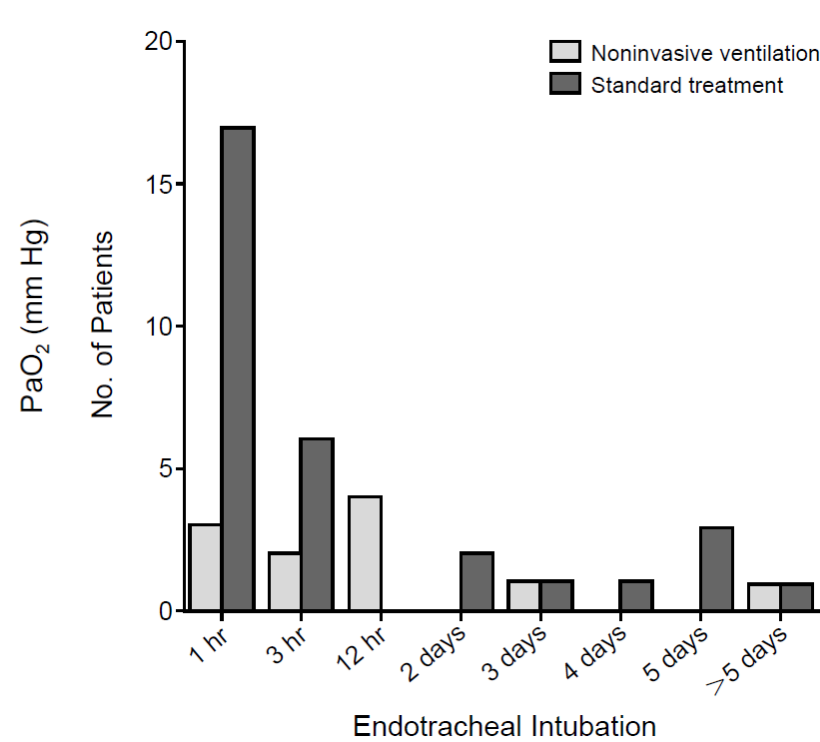 Noninvasive ventilation
Standard treatment
PaO₂ (mm Hg)
No. of Patients
20
15
10
5
0
1 hr
3 hr
12 hr
2 days
3 days
4 days
5 days
>5 days
Endotracheal Intubation